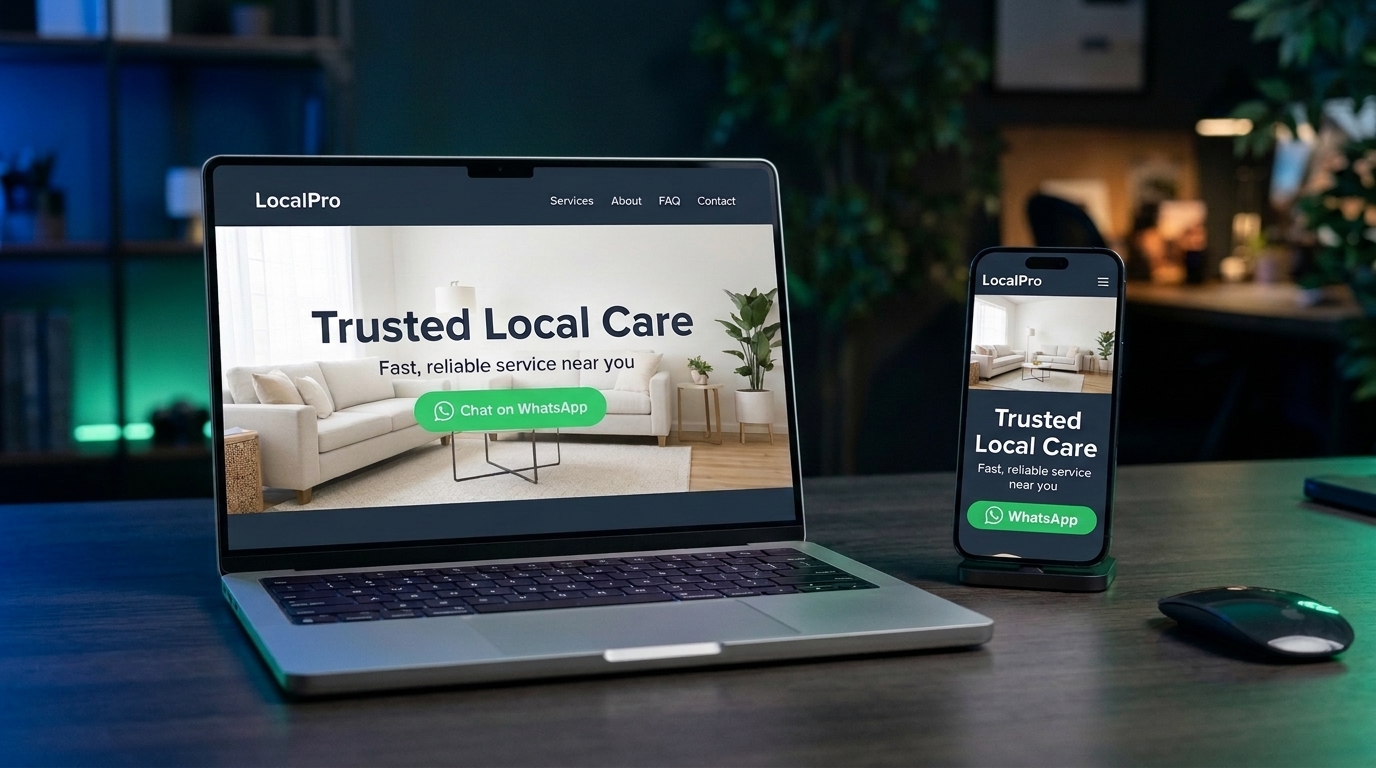 LocalPro
Services About FAQ Contact
Trusted Local Care
Fast, reliable service near you
Chat on WhatsApp
LocalPro
Trusted
Local Care
Fast, reliable service
near you
WhatsApp